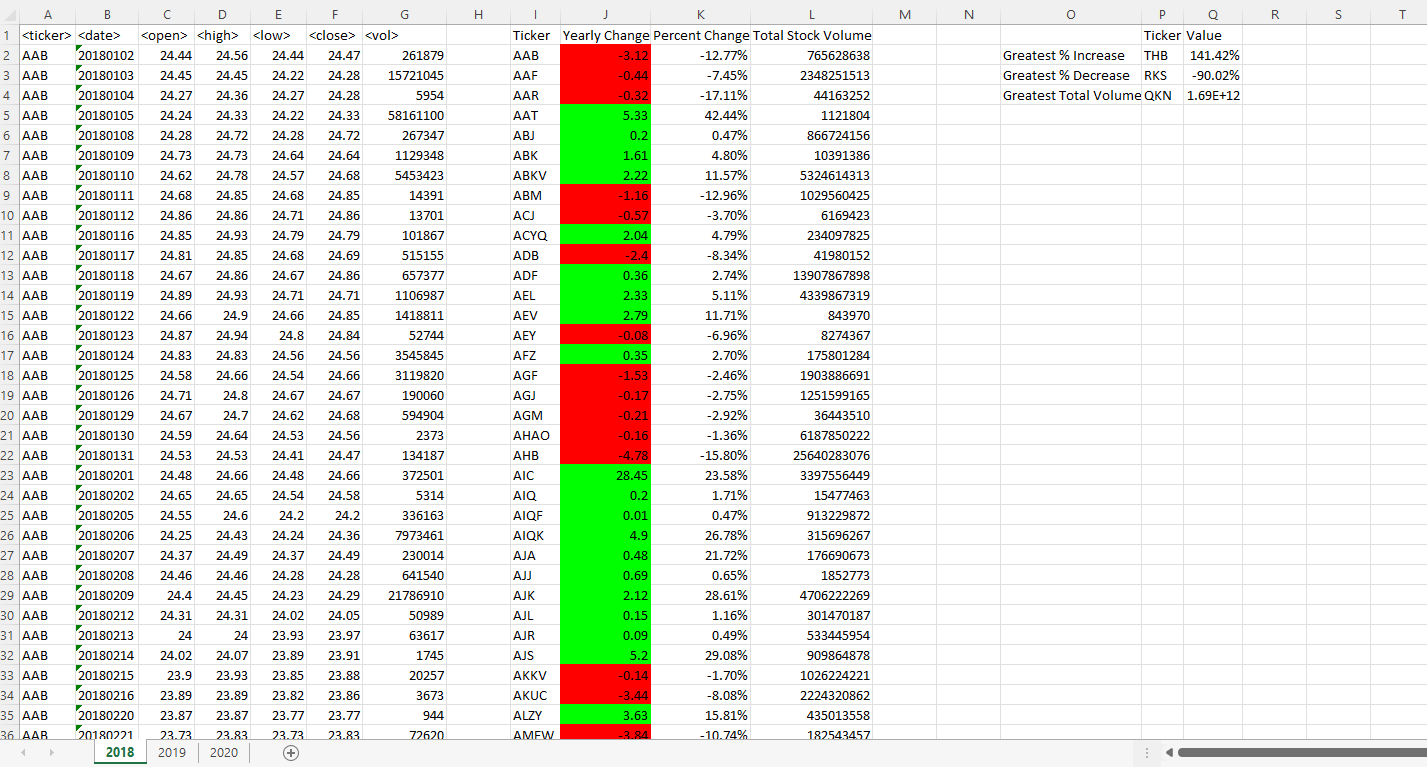 A B C D E F G H I J K L M N O P Q R S T
1 <ticker> <date> <open> <high> <low> <close> <vol> Ticker Yearly Change Percent Change Total Stock Volume Ticker Value
2 AAB 20180102 24.44 24.56 24.44 24.47 261879 AAB -3.12 -12.77% 765628638 Greatest % Increase THB 141.42%
3 AAB 20180103 24.45 24.45 24.22 24.28 15721045 AAF -0.44 -7.45% 2348251513 Greatest % Decrease RKS -90.02%
4 AAB 20180104 24.27 24.36 24.27 24.28 5954 AAR -0.32 -17.11% 44163252 Greatest Total Volume QKN 1.69E+12
5 AAB 20180105 24.24 24.33 24.22 24.33 58161100 AAT 5.33 42.44% 1121804
6 AAB 20180108 24.28 24.72 24.28 24.72 267347 ABJ 0.2 0.47% 866724156
7 AAB 20180109 24.73 24.73 24.64 24.64 1129348 ABK 1.61 4.80% 10391386
8 AAB 20180110 24.62 24.78 24.57 24.68 5453423 ABKV 2.22 11.57% 5324614313
9 AAB 20180111 24.68 24.85 24.68 24.85 14391 ABM -1.16 -12.96% 1029560425
10 AAB 20180112 24.86 24.86 24.71 24.86 13701 ACJ -0.57 -3.70% 6169423
11 AAB 20180116 24.85 24.93 24.79 24.79 101867 ACYQ 2.04 4.79% 234097825
12 AAB 20180117 24.81 24.85 24.68 24.69 515155 ADB -2.4 -8.34% 41980152
13 AAB 20180118 24.67 24.86 24.67 24.86 657377 ADF 0.36 2.74% 13907867898
14 AAB 20180119 24.89 24.93 24.71 24.71 1106987 AEL 2.33 5.11% 4339867319
15 AAB 20180122 24.66 24.9 24.66 24.85 1418811 AEV 2.79 11.71% 843970
16 AAB 20180123 24.87 24.94 24.8 24.84 52744 AEY -0.08 -6.96% 8274367
17 AAB 20180124 24.83 24.83 24.56 24.56 3545845 AFZ 0.35 2.70% 175801284
18 AAB 20180125 24.58 24.66 24.54 24.66 3119820 AGF -1.53 -2.46% 1903886691
19 AAB 20180126 24.71 24.8 24.67 24.67 190060 AGJ -0.17 -2.75% 1251599165
20 AAB 20180129 24.67 24.7 24.62 24.68 594904 AGM -0.21 -2.92% 36443510
21 AAB 20180130 24.59 24.64 24.53 24.56 2373 AHAO -0.16 -1.36% 6187850222
22 AAB 20180131 24.53 24.53 24.41 24.47 134187 AHB -4.78 -15.80% 25640283076
23 AAB 20180201 24.48 24.66 24.48 24.66 372501 AIC 28.45 23.58% 3397556449
24 AAB 20180202 24.65 24.65 24.54 24.58 5314 AIQ 0.2 1.71% 15477463
25 AAB 20180205 24.55 24.6 24.2 24.2 336163 AIQF 0.01 0.47% 913229872
26 AAB 20180206 24.25 24.43 24.24 24.36 7973461 AIQK 4.9 26.78% 315696267
27 AAB 20180207 24.37 24.49 24.37 24.49 230014 AJA 0.48 21.72% 176690673
28 AAB 20180208 24.46 24.46 24.28 24.28 641540 AJJ 0.69 0.65% 1852773
29 AAB 20180209 24.4 24.45 24.23 24.29 21786910 AJK 2.12 28.61% 4706222269
30 AAB 20180212 24.31 24.31 24.02 24.05 50989 AJL 0.15 1.16% 301470187
31 AAB 20180213 24 24 23.93 23.97 63617 AJR 0.09 0.49% 533445954
32 AAB 20180214 24.02 24.07 23.89 23.91 1745 AJS 5.2 29.08% 909864878
33 AAB 20180215 23.9 23.93 23.85 23.88 20257 AKKV -0.14 -1.70% 1026224221
34 AAB 20180216 23.89 23.89 23.82 23.86 3673 AKUC -3.44 -8.08% 2224320862
35 AAB 20180220 23.87 23.87 23.77 23.77 944 ALZY 3.63 15.81% 435013558
36 AAB 20180221 23.73 23.83 23.73 23.83 72620 AMEW -3.84 -10.74% 182543457
2018 2019 2020